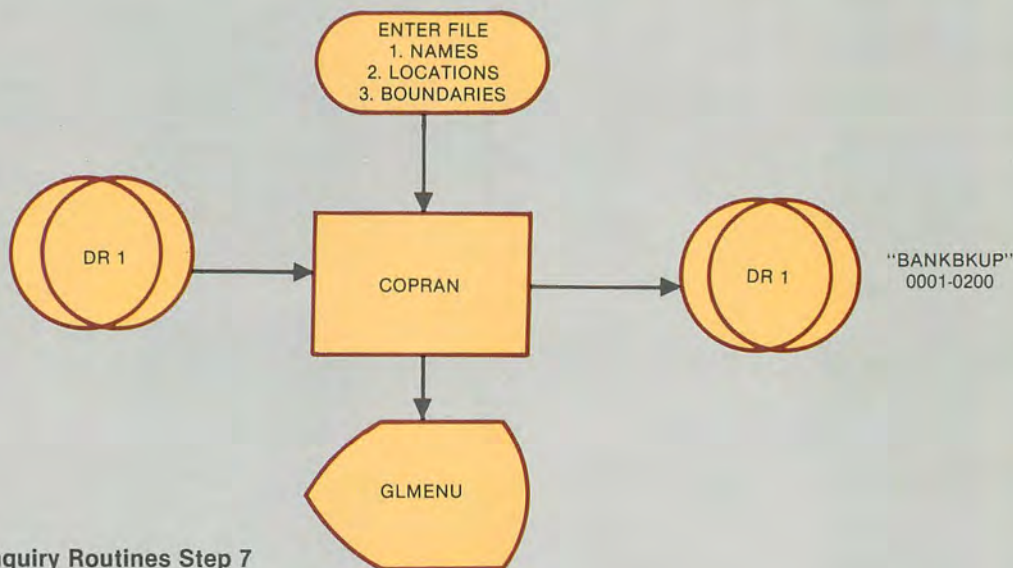 ENTER FILE
1. NAMES
2. LOCATIONS
3. BOUNDARIES
DR 1
COPRAN
DR 1
"BANKBKUP"
0001-0200
GLMENU
quiry Routines Step 7